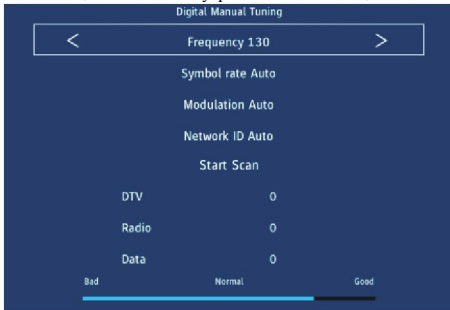 Digital Manual Tuning
< Frequency 130 >
Symbol rate Auto
Modulation Auto
Network ID Auto
Start Scan
DTV 0
Radio 0
Data 0
Bad Normal Good